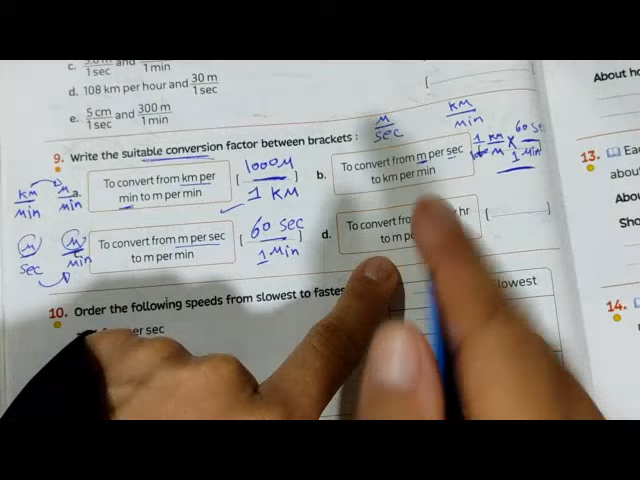 c. 1 sec and 1 min
d. 108 km per hour and 30 m / 1 sec
e. 5 cm / 1 sec and 300 m / 1 min
9. Write the suitable conversion factor between brackets :
a. To convert from km per
min to m per min
[ 1000 M / 1 KM ]
KM / Min M / Min
b. To convert from m per sec
to km per min
M / sec KM / Min
1 KM / M X 60 / 1 Min
To convert from m per sec
to m per min
[ 60 sec / 1 Min ]
M / sec M / Min
d. To convert hr
to m
[ ]
10. Order the following speeds from slowest to
per sec
slowest
About
13. Ea
abou
Abou
Sho
14.